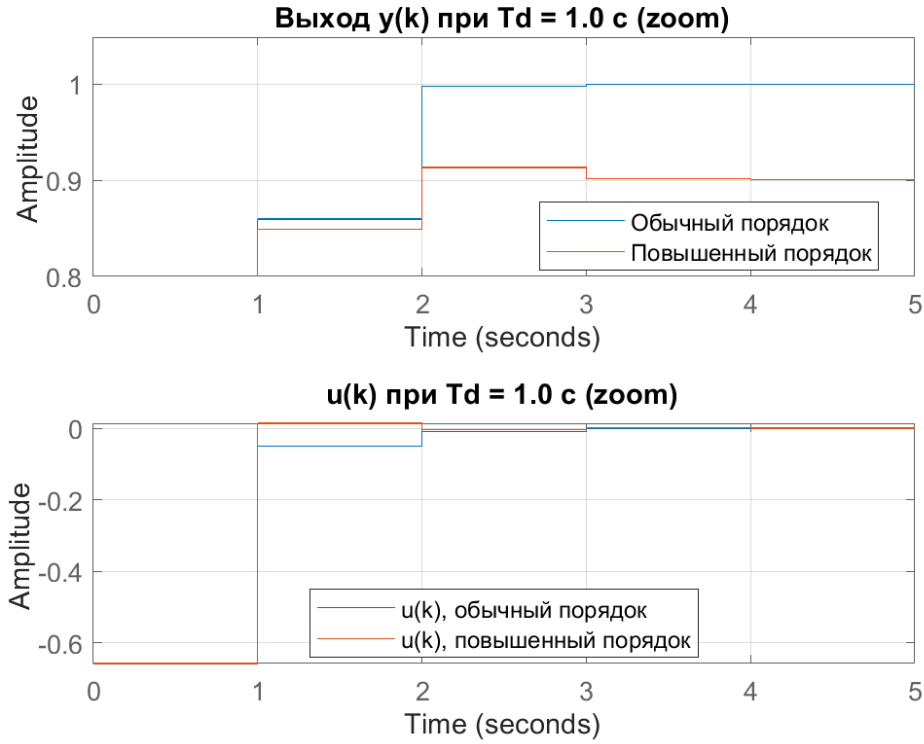 Выход y(k) при Td = 1.0 с (zoom)
Amplitude
1
0.9
0.8
Обычный порядок
Повышенный порядок
0 1 2 3 4 5
Time (seconds)
u(k) при Td = 1.0 с (zoom)
Amplitude
0
-0.2
-0.4
-0.6
u(k), обычный порядок
u(k), повышенный порядок
0 1 2 3 4 5
Time (seconds)